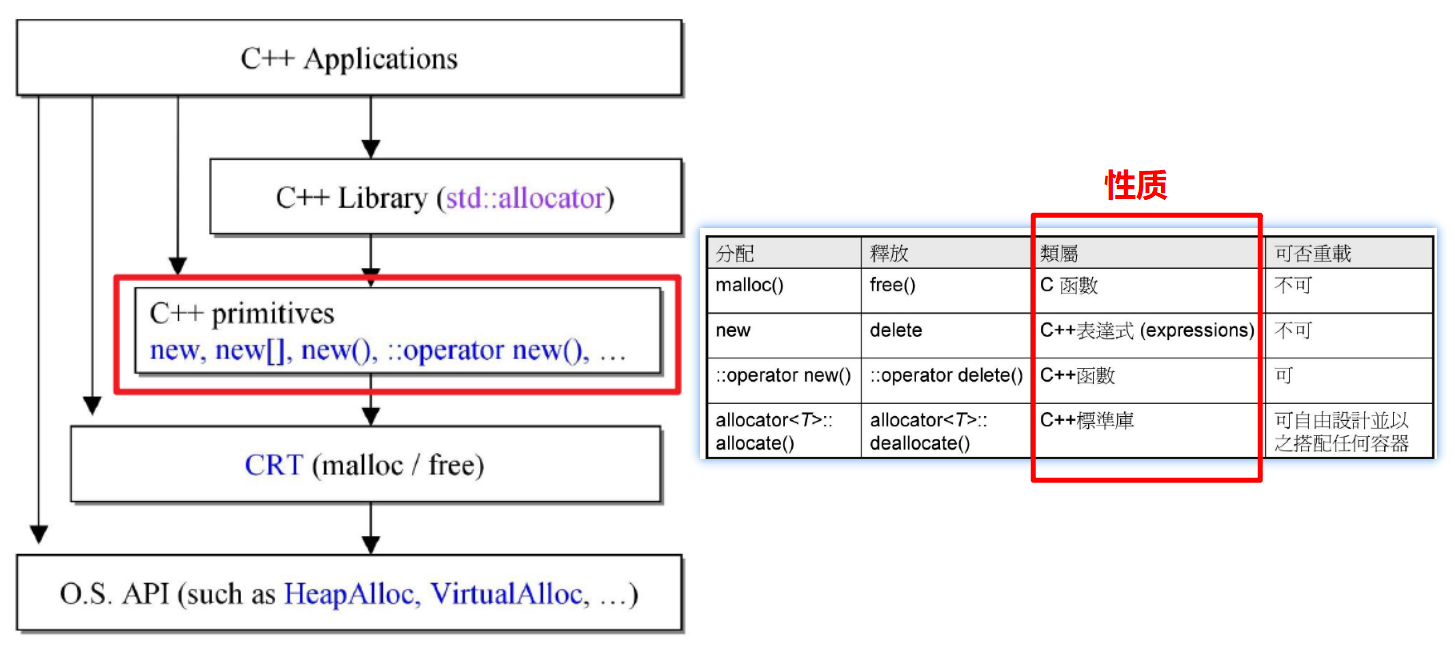 C++ Applications
C++ Library (std::allocator)
C++ primitives
new, new[], new(), ::operator new(), …
CRT (malloc / free)
O.S. API (such as HeapAlloc, VirtualAlloc, …)
性质
分配 釋放 類屬 可否重載
malloc() free() C 函數 不可
new delete C++表達式 (expressions) 不可
::operator new() ::operator delete() C++函數 可
allocator<T>:: allocator<T>:: C++標準庫 可自由設計並以
allocate() deallocate() 之搭配任何容器